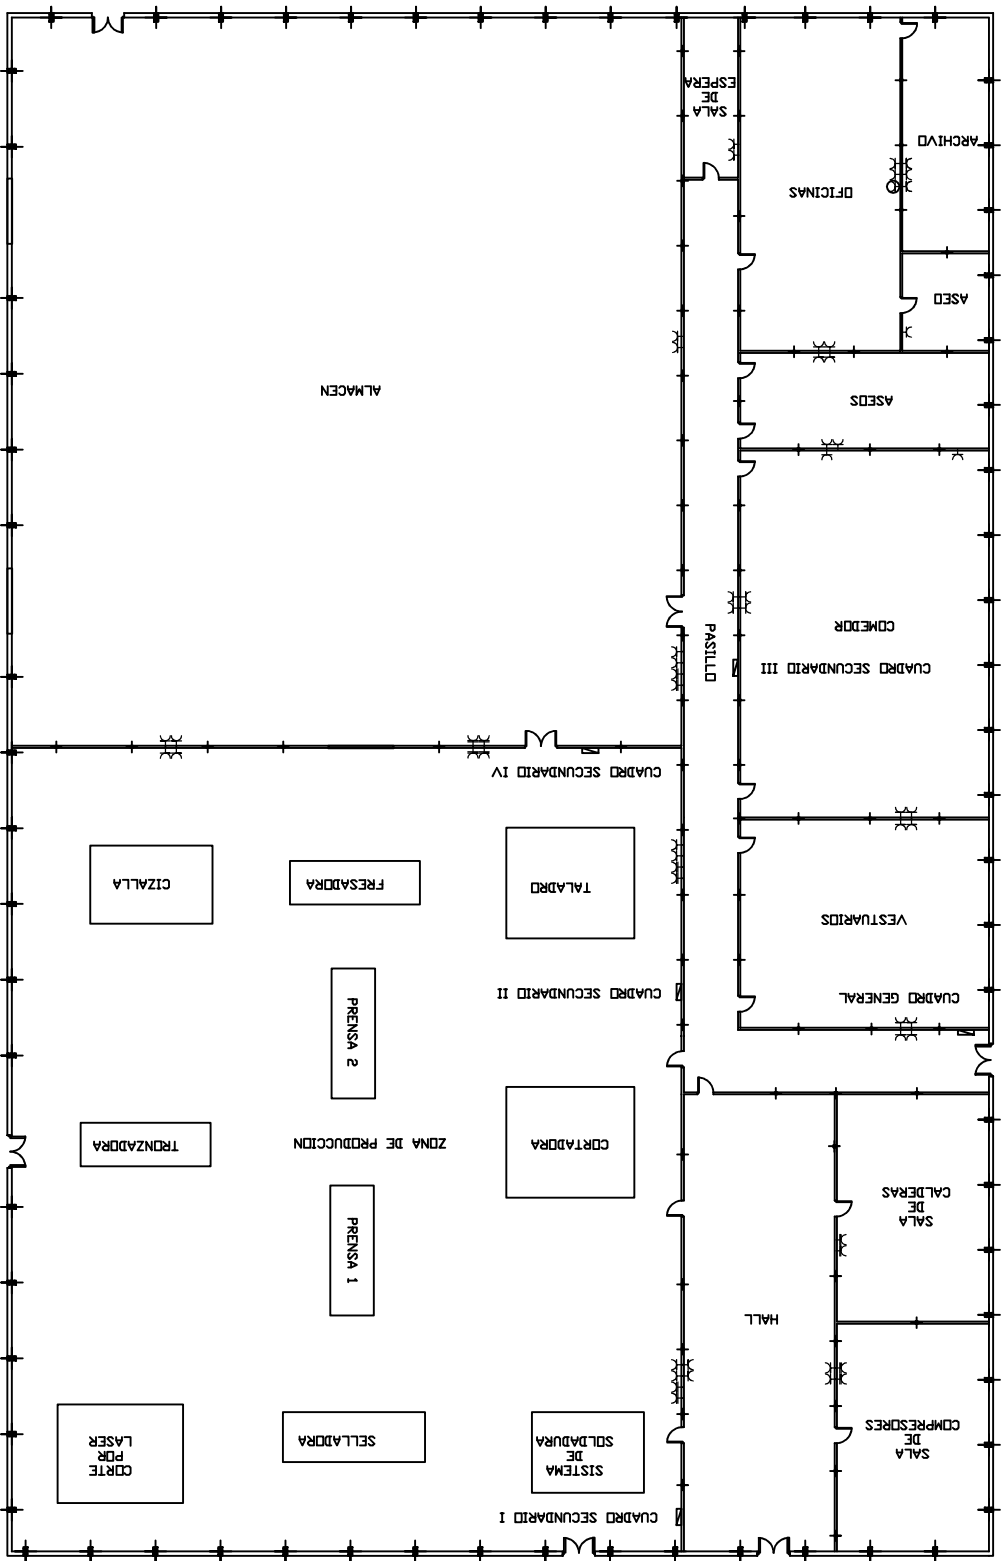 CUADRO SECUNDARIO I
SALA
DE
COMPRESORES
SISTEMA
DE
SOLDADURA
SELLADORA
CORTE
POR
LASER
HALL
PRENSA 1
SALA
DE
CALDERAS
CORTADORA
ZONA DE PRODUCCION
TRONZADORA
PRENSA 2
CUADRO GENERAL
CUADRO SECUNDARIO II
VESTUARIOS
TALADRO
FRESADORA
CIZALLA
CUADRO SECUNDARIO IV
CUADRO SECUNDARIO III
PASILLO
COMEDOR
ASEOS
ALMACEN
ASEO
OFICINAS
ARCHIVO
SALA
DE
ESPERA